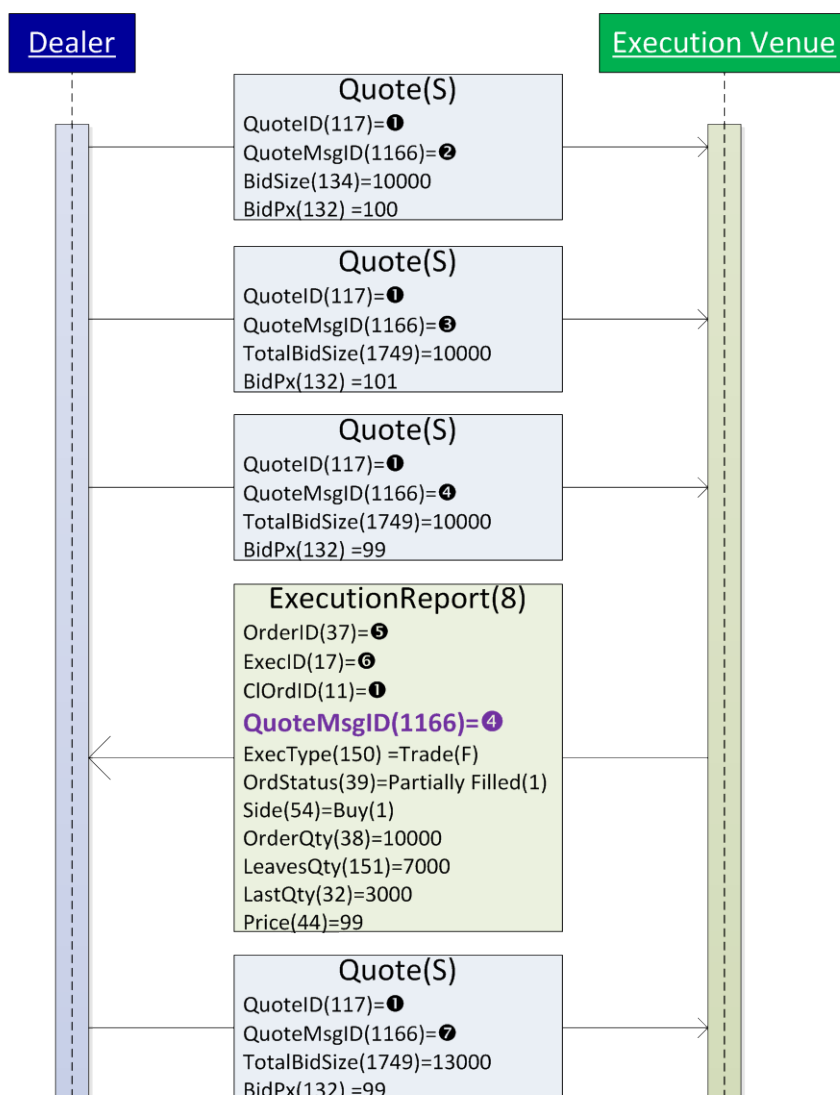 Dealer
Execution Venue
Quote(S)
QuoteID(117)=❶
QuoteMsgID(1166)=❷
BidSize(134)=10000
BidPx(132) =100
Quote(S)
QuoteID(117)=❶
QuoteMsgID(1166)=❸
TotalBidSize(1749)=10000
BidPx(132) =101
Quote(S)
QuoteID(117)=❶
QuoteMsgID(1166)=❹
TotalBidSize(1749)=10000
BidPx(132) =99
ExecutionReport(8)
OrderID(37)=❺
ExecID(17)=❻
ClOrdID(11)=❶
QuoteMsgID(1166)=❹
ExecType(150) =Trade(F)
OrdStatus(39)=Partially Filled(1)
Side(54)=Buy(1)
OrderQty(38)=10000
LeavesQty(151)=7000
LastQty(32)=3000
Price(44)=99
Quote(S)
QuoteID(117)=❶
QuoteMsgID(1166)=❼
TotalBidSize(1749)=13000
BidPx(132) =99